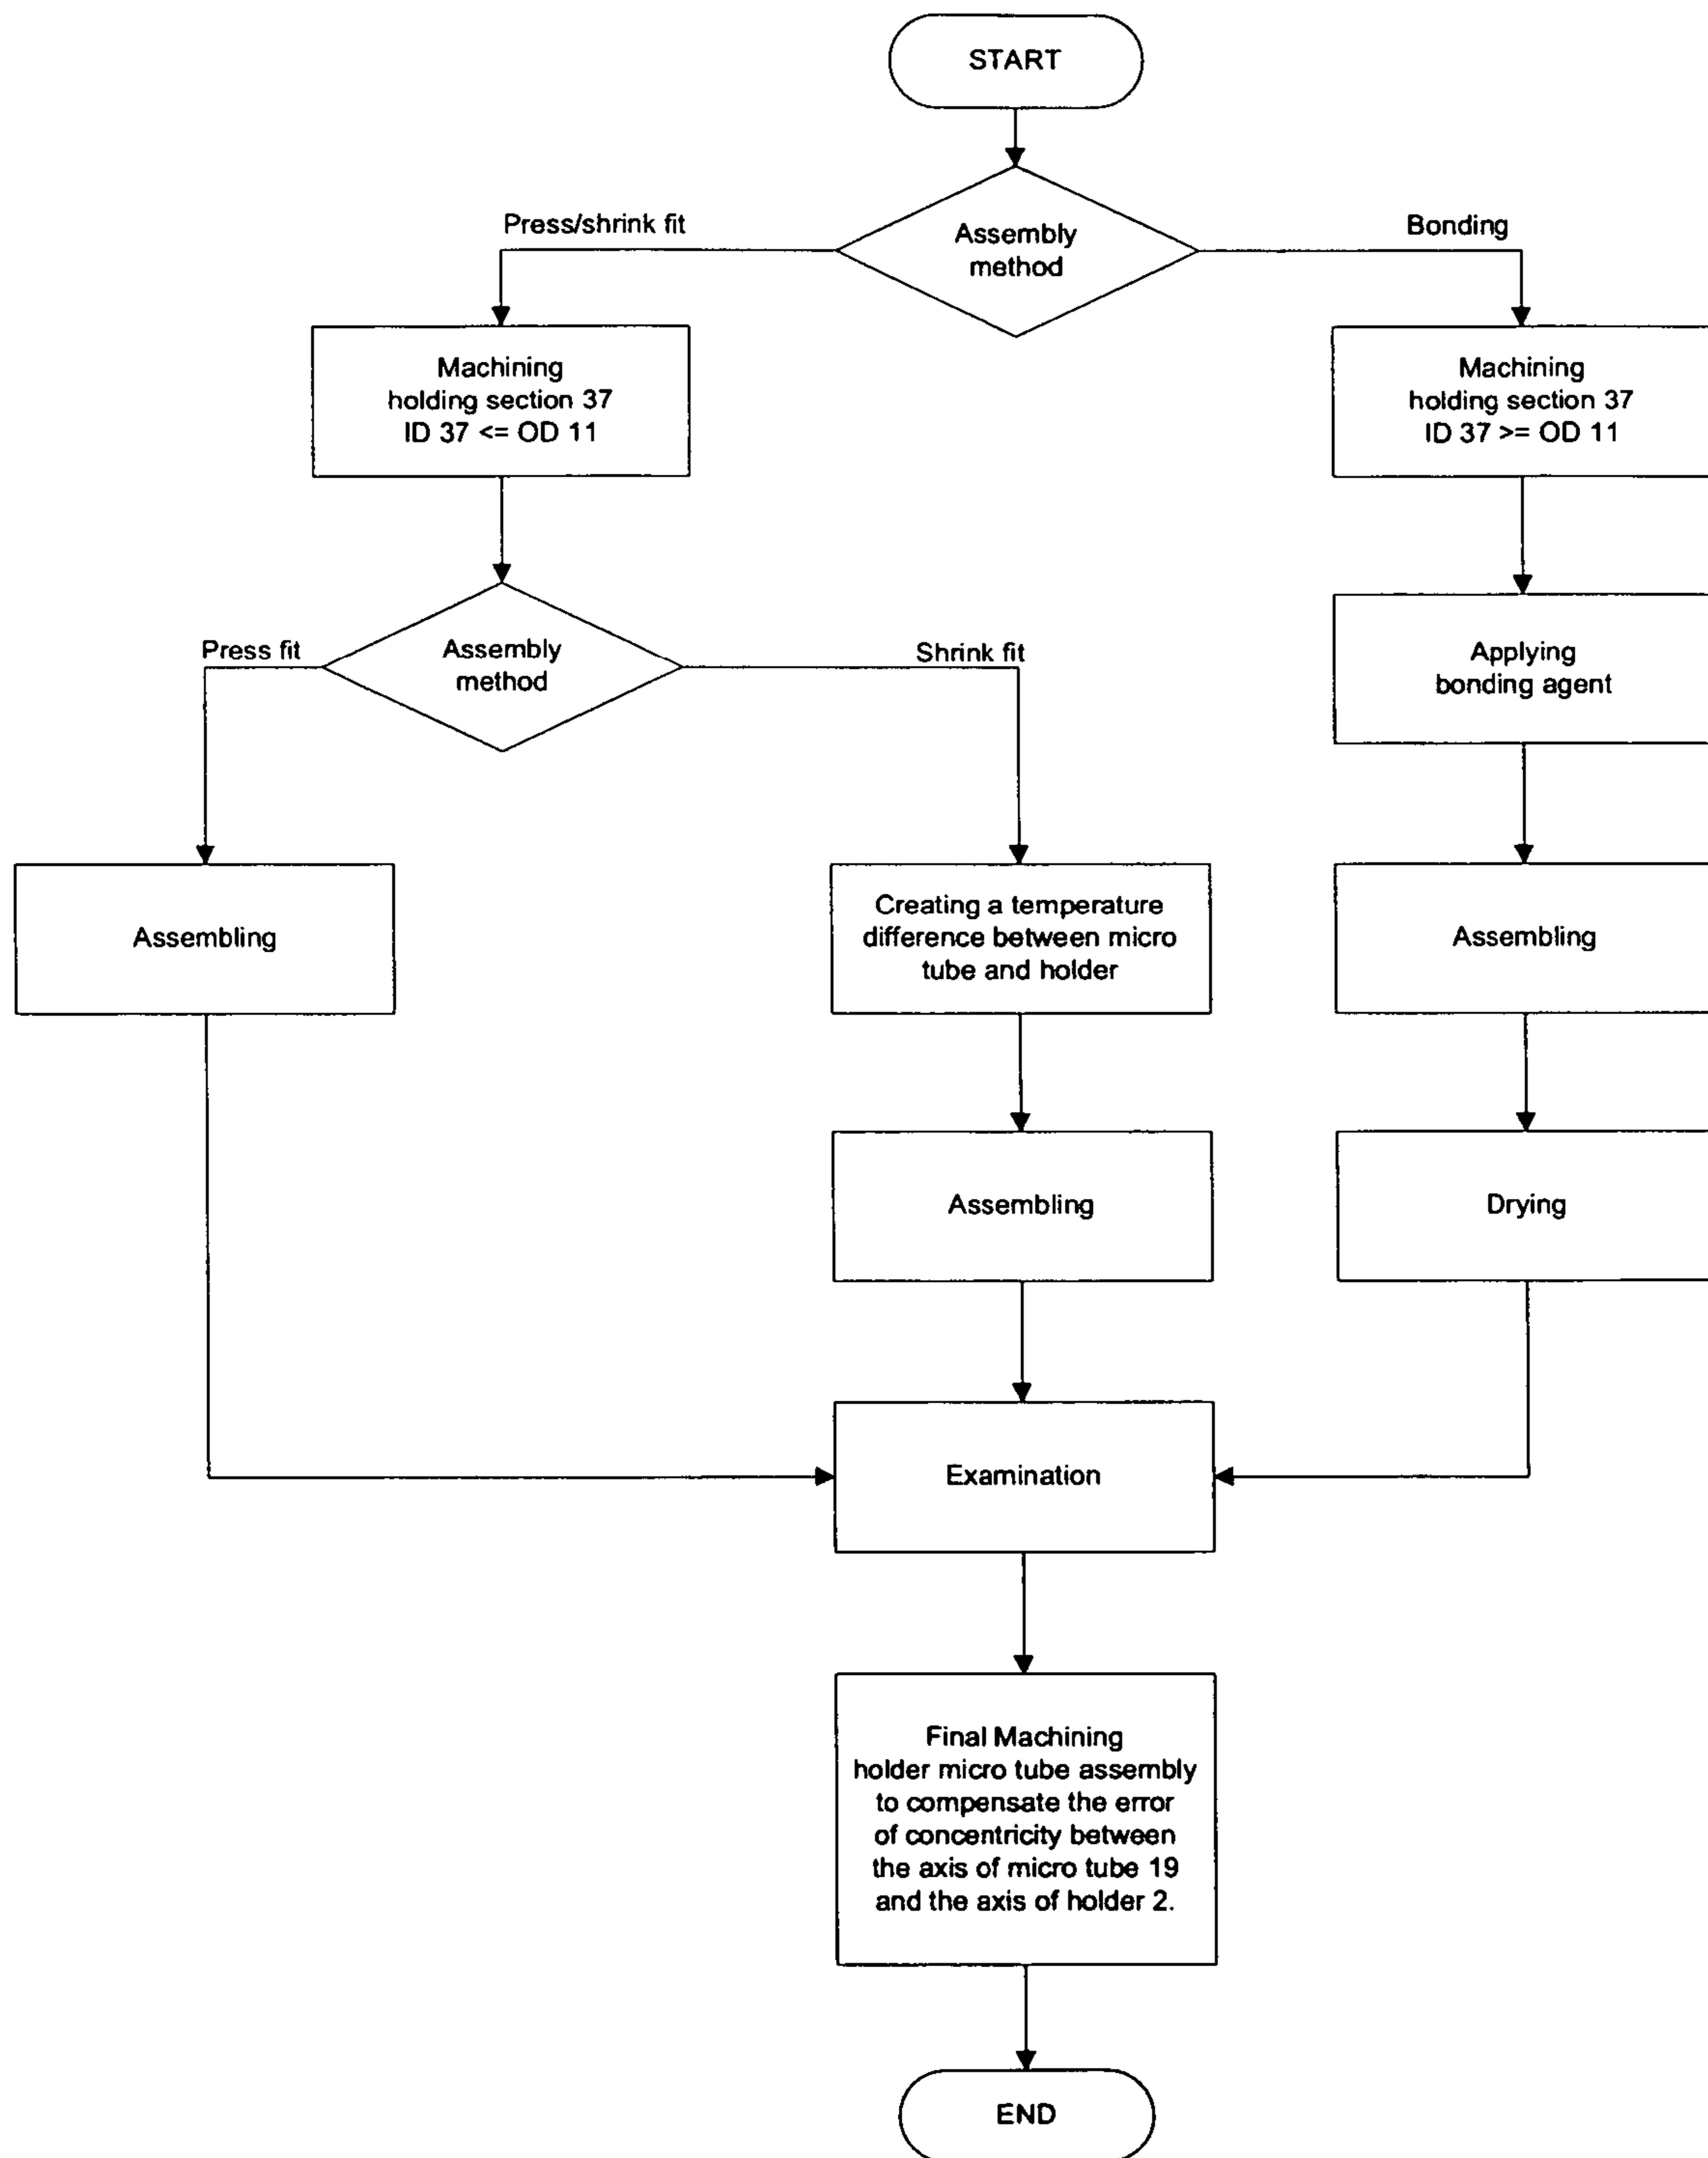 START
Press/shrink fit
Assembly
method
Bonding
Machining
holding section 37
ID 37 <= OD 11
Machining
holding section 37
ID 37 >= OD 11
Press fit
Assembly
method
Shrink fit
Applying
bonding agent
Assembling
Creating a temperature
difference between micro
tube and holder
Assembling
Assembling
Drying
Examination
Final Machining
holder micro tube assembly
to compensate the error
of concentricity between
the axis of micro tube 19
and the axis of holder 2.
END